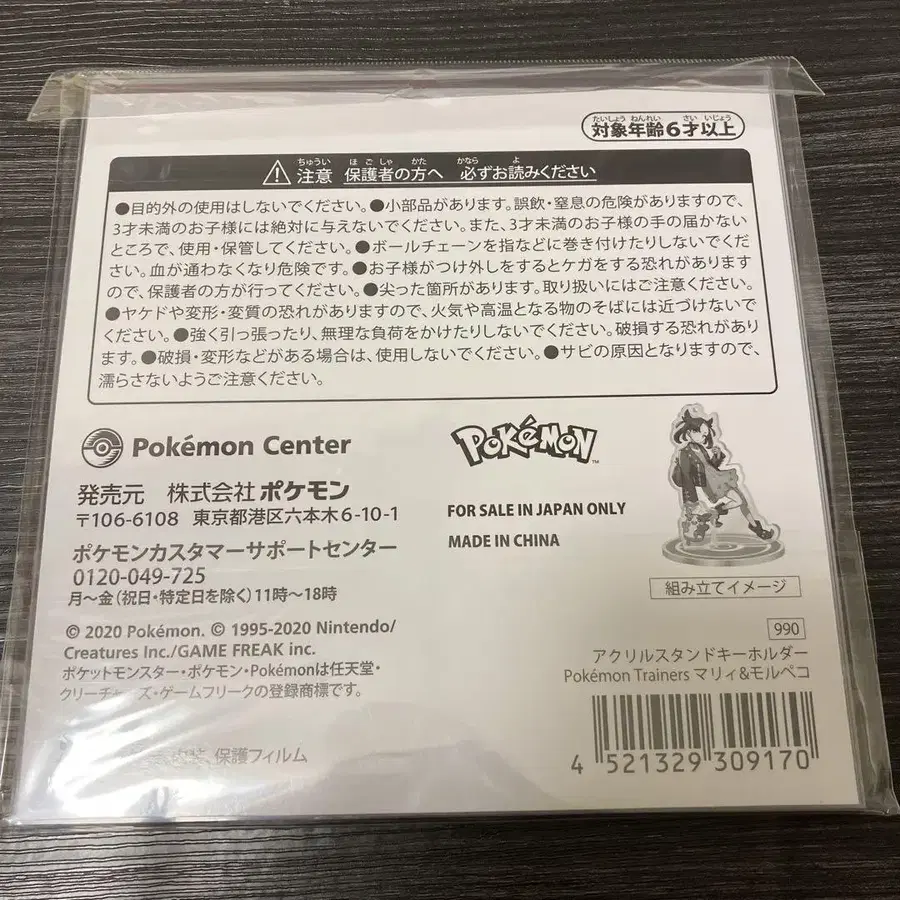 たいしょう ねんれい さい いじょう
対象年齢6才以上
ちゅうい ほごしゃ かた かなら よ
注意 保護者の方へ 必ずお読みください
●目的外の使用はしないでください。●小部品があります。誤飲・窒息の危険がありますので、
3才未満のお子様には絶対に与えないでください。また、3才未満のお子様の手の届かない
ところで、使用・保管してください。●ボールチェーンを指などに巻き付けたりしないでくだ
さい。血が通わなくなり危険です。●お子様がつけ外しをするとケガをする恐れがあります
ので、保護者の方が行ってください。●尖った箇所があります。取り扱いにはご注意ください。
●ヤケドや変形・変質の恐れがありますので、火気や高温となる物のそばには近づけないで
ください。●強く引っ張ったり、無理な負荷をかけたりしないでください。破損する恐れがあり
ます。●破損・変形などがある場合は、使用しないでください。●サビの原因となりますので、
濡らさないようご注意ください。
Pokémon Center
発売元 株式会社ポケモン
〒106-6108 東京都港区六本木6-10-1
ポケモンカスタマーサポートセンター
0120-049-725
月～金(祝日・特定日を除く)11時～18時
© 2020 Pokémon. © 1995-2020 Nintendo/
Creatures Inc./GAME FREAK inc.
ポケットモンスター・ポケモン・Pokémonは任天堂・
クリーチャーズ・ゲームフリークの登録商標です。
保護フィルム
POKéMON™
FOR SALE IN JAPAN ONLY
MADE IN CHINA
組み立てイメージ
990
アクリルスタンドキーホルダー
Pokémon Trainers マリィ&モルペコ
4 521329 309170